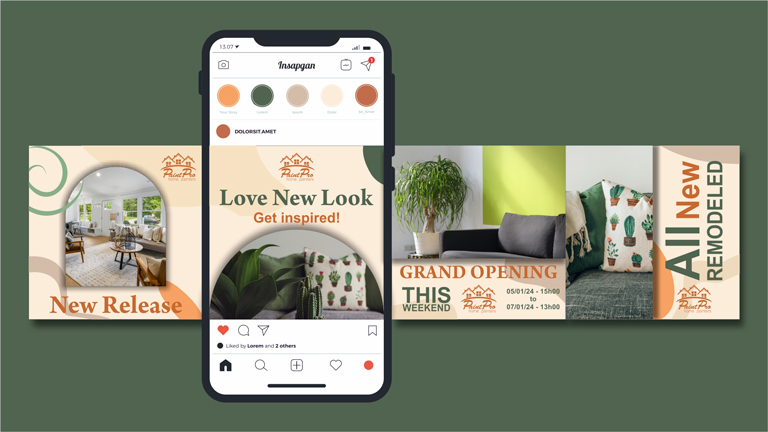 13.07
Insapgan
1
Your Story
Lorem
Ipsum
Dolor
Sit_Amet
DOLORSIT.AMET
PaintPro
New Release
PaintPro
Love New Look
Get inspired!
Liked by Lorem and 2 others
GRAND OPENING
THIS
WEEKEND
PaintPro
05/01/24 - 15h00
to
07/01/24 - 13h00
All New
REMODELED
PaintPro